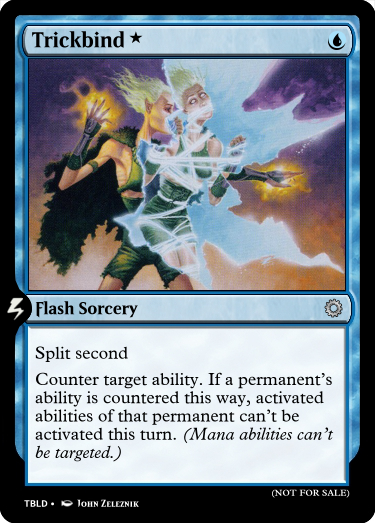 Trickbind ★
Flash Sorcery
Split second
Counter target ability. If a permanent's
ability is countered this way, activated
abilities of that permanent can't be
activated this turn. (Mana abilities can't
be targeted.)
TBLD • John Zeleznik
(NOT FOR SALE)